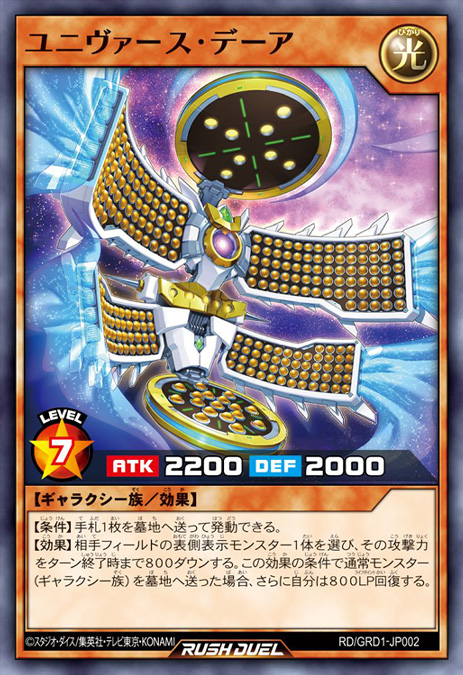 ユニヴァース・デーア
ひかり
光
LEVEL
7
ATK 2200 DEF 2000
【ギャラクシー族／効果】
【条件】手札1枚を墓地へ送って発動できる。
【効果】相手フィールドの表側表示モンスター1体を選び、その攻撃力
をターン終了時まで800ダウンする。この効果の条件で通常モンスター
(ギャラクシー族)を墓地へ送った場合、さらに自分は800LP回復する。
©スタジオ・ダイス/集英社・テレビ東京・KONAMI
RUSH DUEL
RD/GRD1-JP002